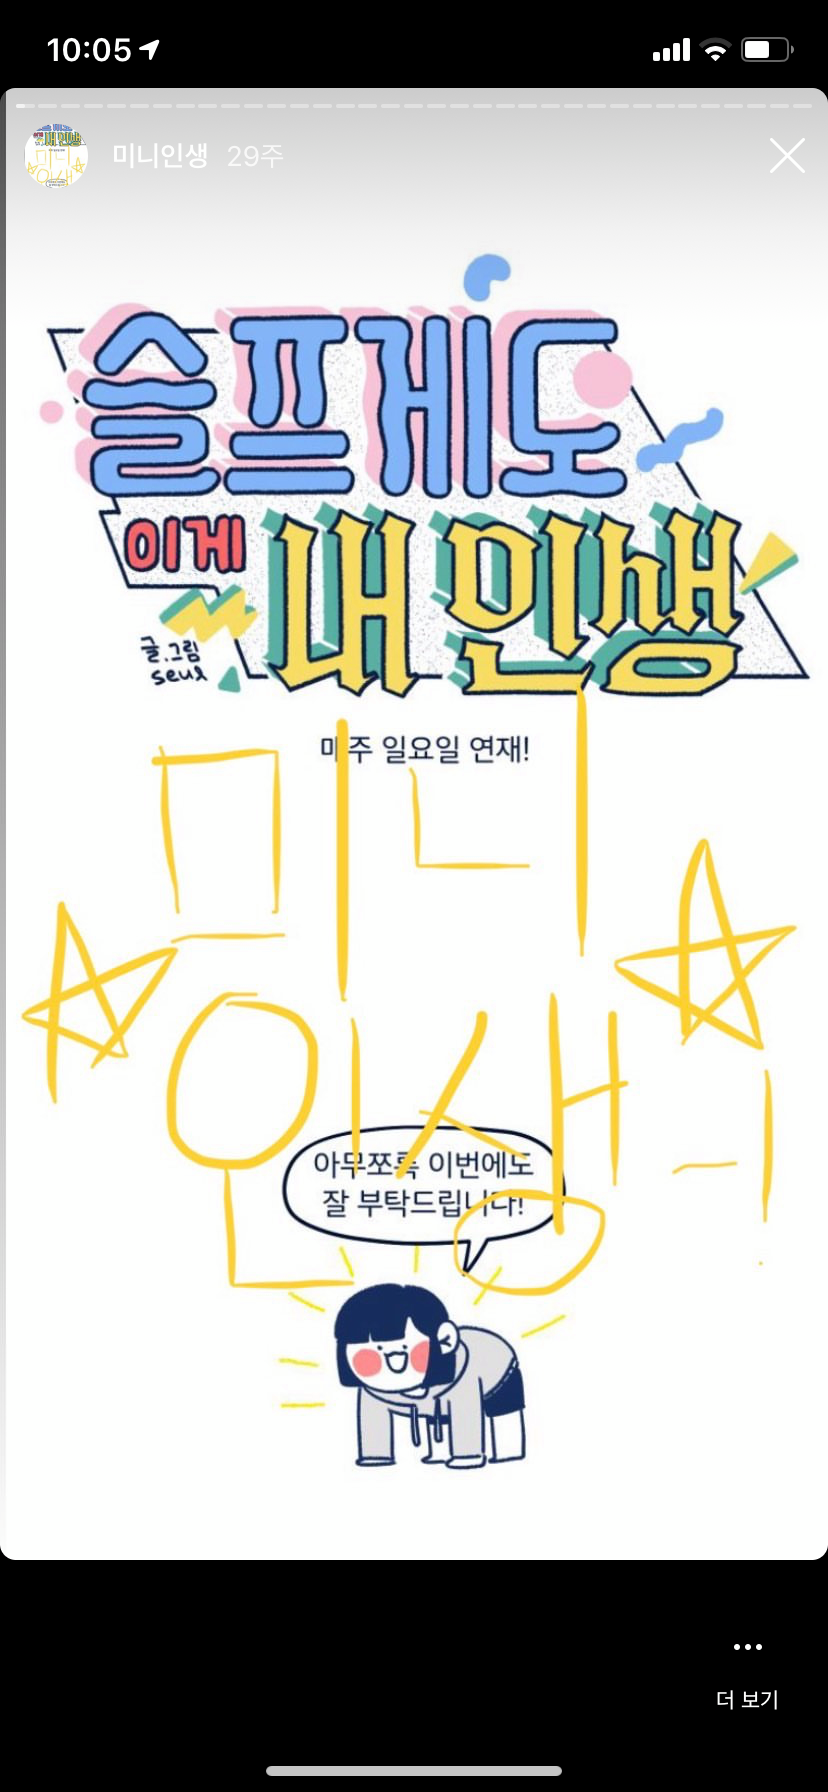 10:05
미니인생 29주
슬프게도
이게 내 인생
글.그림
seux
매주 일요일 연재!
미니
인생-!
아무쪼록 이번에도
잘 부탁드립니다!
더 보기